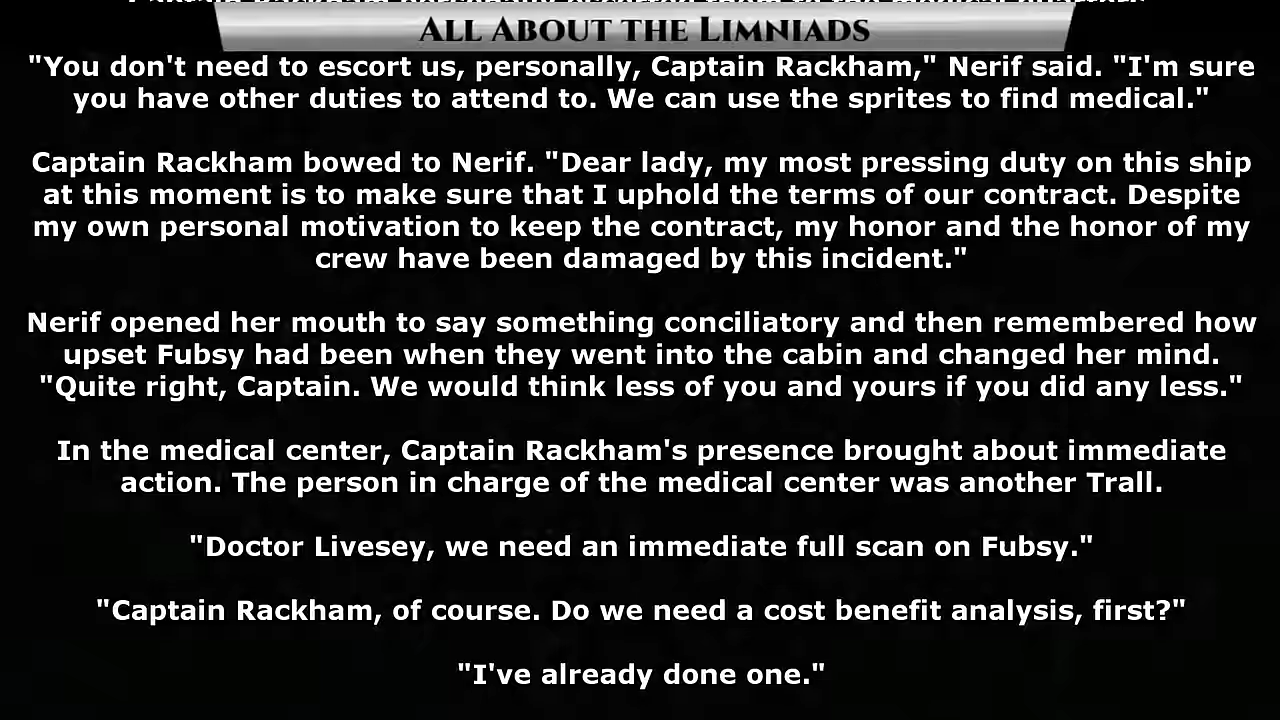 Captain Rackham personally escorted them to the medical quarters.
All About the Limniads
"You don't need to escort us, personally, Captain Rackham," Nerif said. "I'm sure
you have other duties to attend to. We can use the sprites to find medical."
Captain Rackham bowed to Nerif. "Dear lady, my most pressing duty on this ship
at this moment is to make sure that I uphold the terms of our contract. Despite
my own personal motivation to keep the contract, my honor and the honor of my
crew have been damaged by this incident."
Nerif opened her mouth to say something conciliatory and then remembered how
upset Fubsy had been when they went into the cabin and changed her mind.
"Quite right, Captain. We would think less of you and yours if you did any less."
In the medical center, Captain Rackham's presence brought about immediate
action. The person in charge of the medical center was another Trall.
"Doctor Livesey, we need an immediate full scan on Fubsy."
"Captain Rackham, of course. Do we need a cost benefit analysis, first?"
"I've already done one."